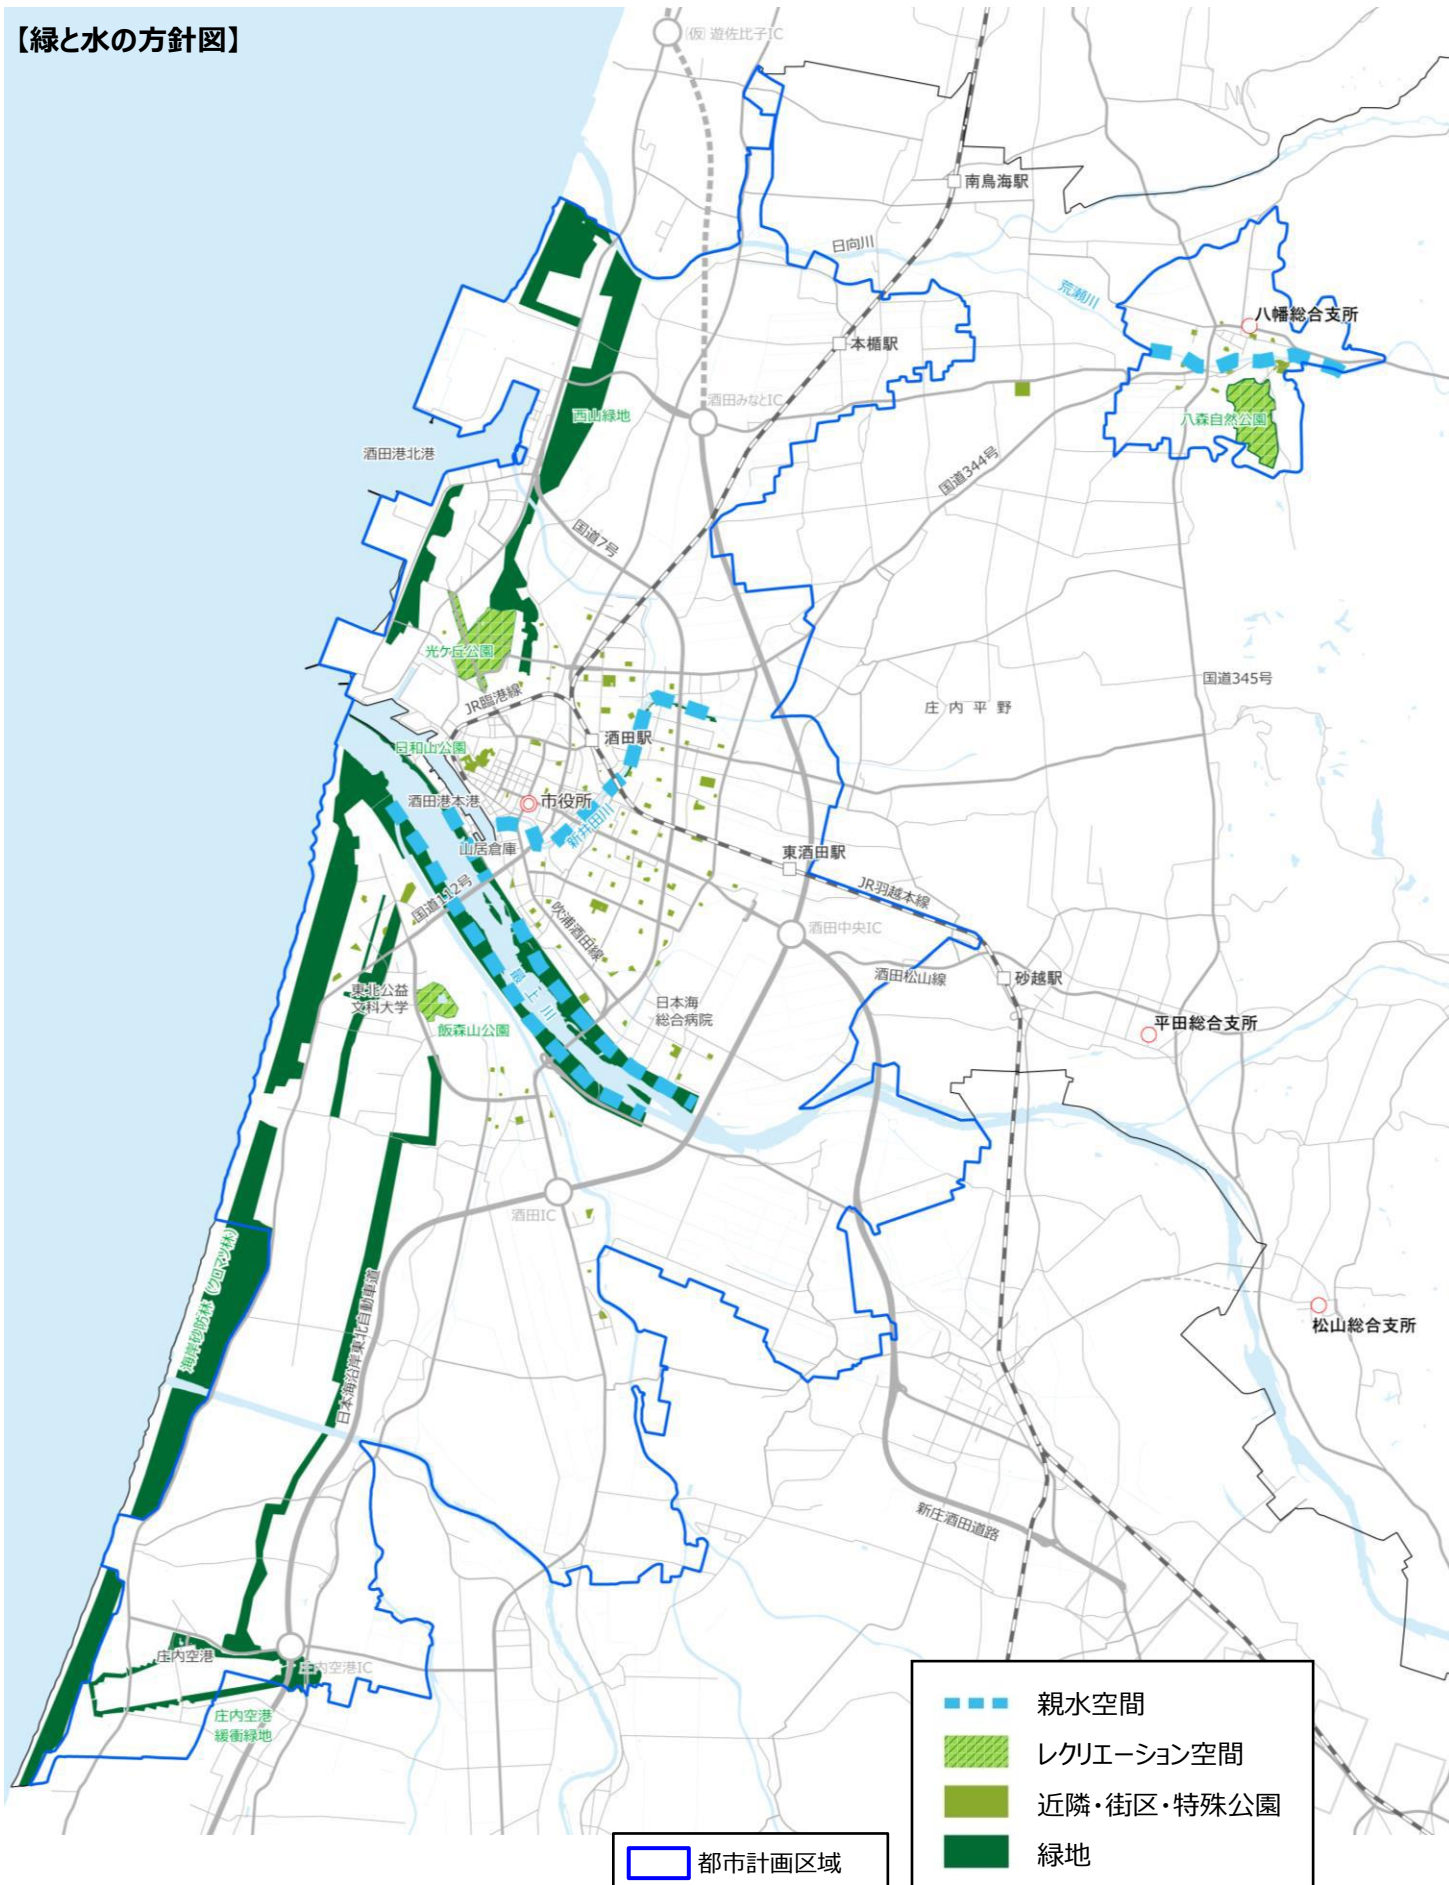 【緑と水の方針図】
(仮) 遊佐比子IC
南鳥海駅
日向川
荒瀬川
八幡総合支所
本楯駅
酒田みなとIC
西山緑地
八森自然公園
酒田港北港
国道344号
国道7号
光ケ丘公園
国道345号
JR臨港線
庄内平野
日和山公園
酒田駅
酒田港本港
市役所
新井田川
山居倉庫
東酒田駅
国道112号
JR羽越本線
吹浦酒田線
酒田中央IC
最上川
酒田松山線
砂越駅
東北公益
文科大学
日本海
総合病院
飯森山公園
平田総合支所
酒田IC
海岸砂防林(クロマツ林)
日本海沿岸東北自動車道
松山総合支所
新庄酒田道路
庄内空港
庄内空港IC
庄内空港
緩衝緑地
親水空間
レクリエーション空間
近隣・街区・特殊公園
緑地
都市計画区域